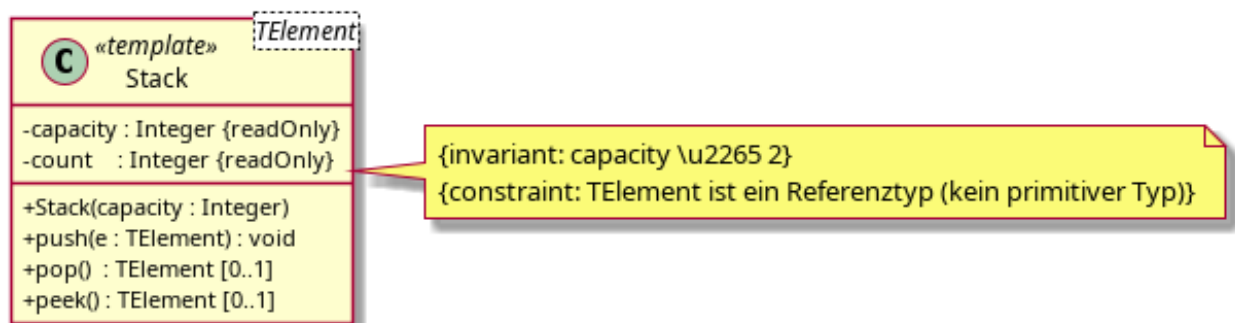 TElement
C
«template»
Stack
-capacity : Integer {readOnly}
-count : Integer {readOnly}
+Stack(capacity : Integer)
+push(e : TElement) : void
+pop() : TElement [0..1]
+peek() : TElement [0..1]
{invariant: capacity \u2265 2}
{constraint: TElement ist ein Referenztyp (kein primitiver Typ)}